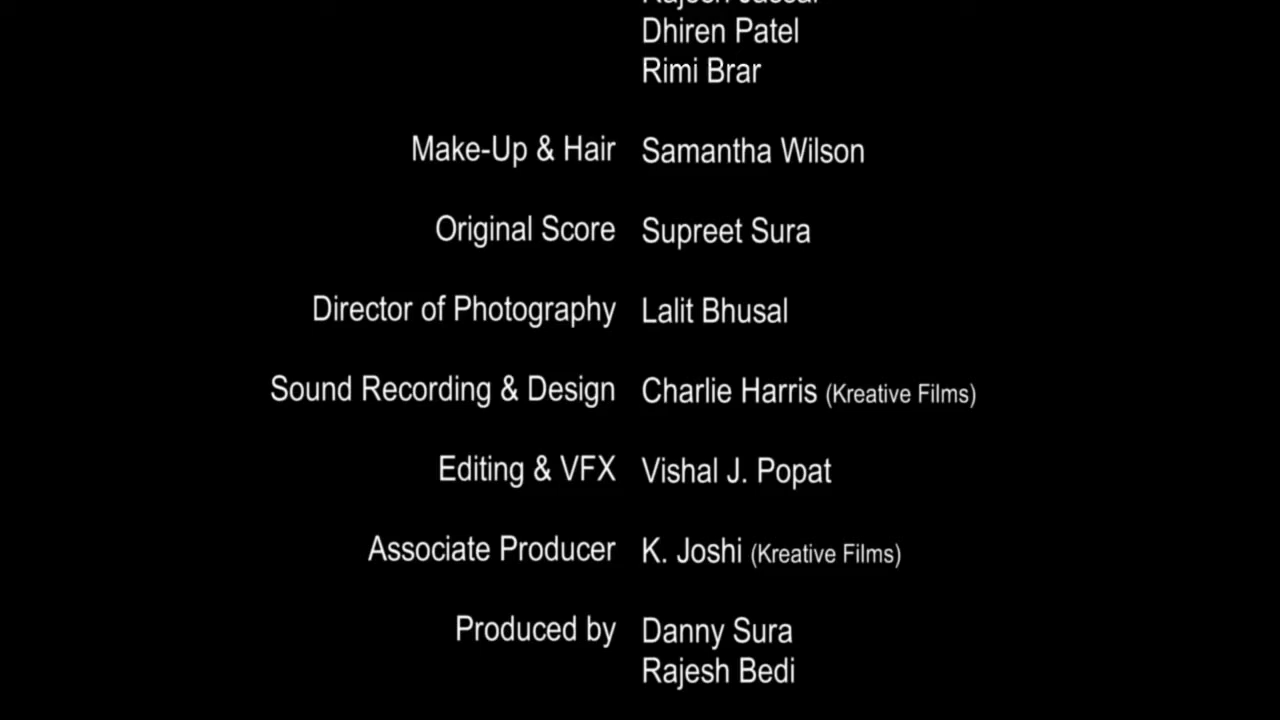 Dhiren Patel
Rimi Brar
Make-Up & Hair Samantha Wilson
Original Score Supreet Sura
Director of Photography Lalit Bhusal
Sound Recording & Design Charlie Harris (Kreative Films)
Editing & VFX Vishal J. Popat
Associate Producer K. Joshi (Kreative Films)
Produced by Danny Sura
Rajesh Bedi